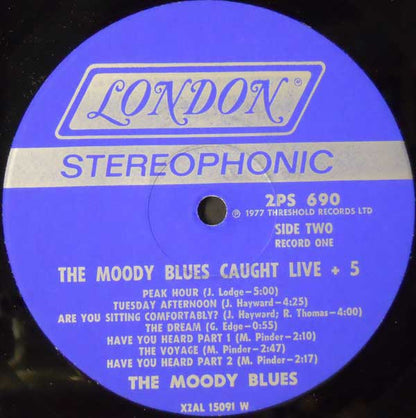 LONDON
STEREOPHONIC
2PS 690
℗ 1977 THRESHOLD RECORDS LTD
SIDE TWO
RECORD ONE
THE MOODY BLUES CAUGHT LIVE + 5
PEAK HOUR (J. Lodge-5:00)
TUESDAY AFTERNOON (J. Hayward-4:25)
ARE YOU SITTING COMFORTABLY? (J. Hayward; R. Thomas-4:00)
THE DREAM (G. Edge-0:55)
HAVE YOU HEARD PART 1 (M. Pinder-2:10)
THE VOYAGE (M. Pinder-2:47)
HAVE YOU HEARD PART 2 (M. Pinder-2:17)
THE MOODY BLUES
X2AL 15091 W